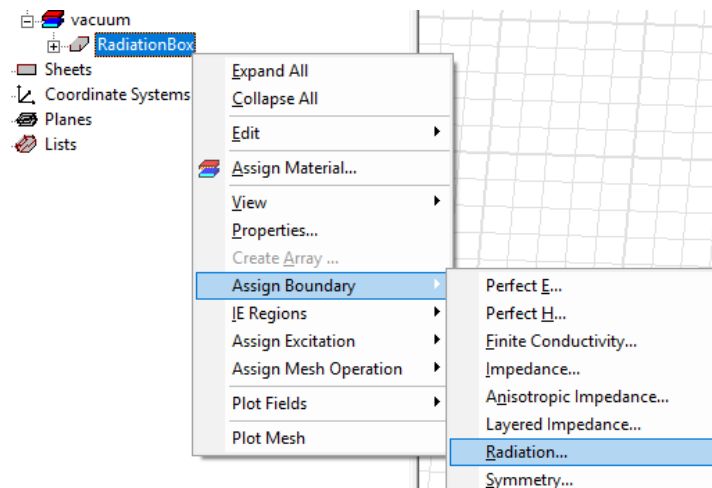 vacuum
RadiationBox
Sheets
Coordinate Systems
Planes
Lists
Expand All
Collapse All
Edit
Assign Material...
View
Properties...
Create Array ...
Assign Boundary
IE Regions
Assign Excitation
Assign Mesh Operation
Plot Fields
Plot Mesh
Perfect E...
Perfect H...
Finite Conductivity...
Impedance...
Anisotropic Impedance...
Layered Impedance...
Radiation...
Symmetry...